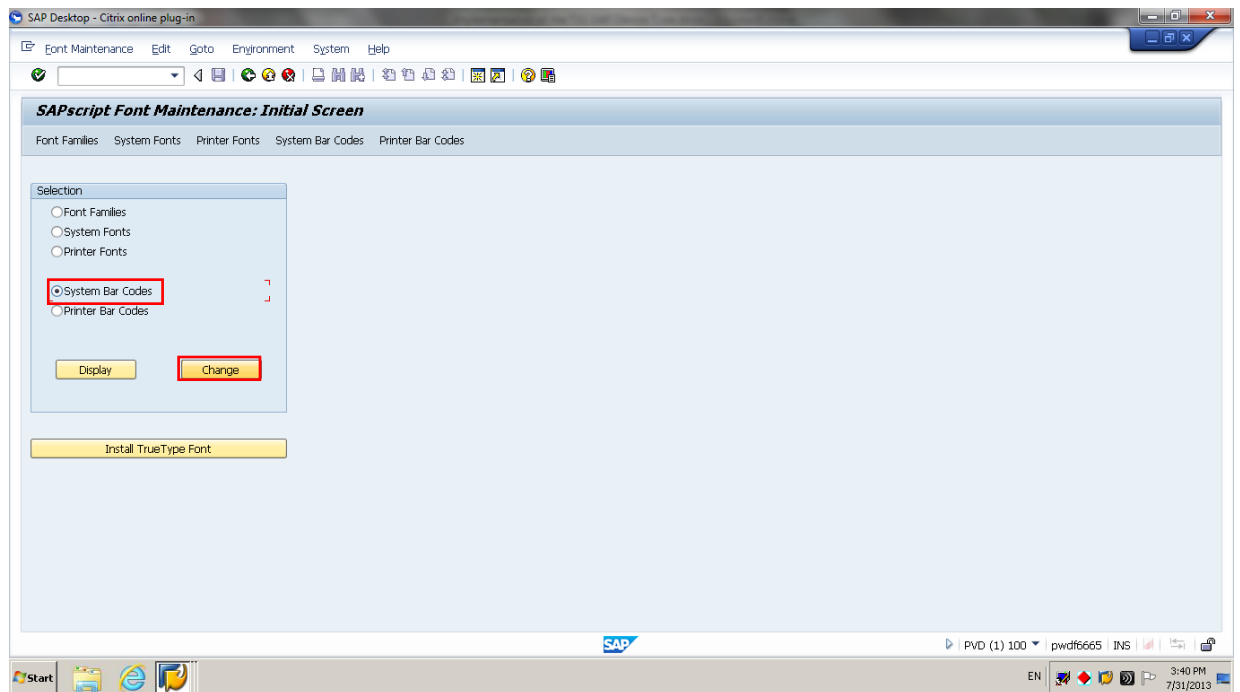 SAP Desktop - Citrix online plug-in
Font Maintenance Edit Goto Environment System Help
SAPscript Font Maintenance: Initial Screen
Font Families System Fonts Printer Fonts System Bar Codes Printer Bar Codes
Selection
Font Families
System Fonts
Printer Fonts
System Bar Codes
Printer Bar Codes
Display Change
Install TrueType Font
SAP PVD (1) 100 pwdf6665 INS
Start EN 3:40 PM
7/31/2013